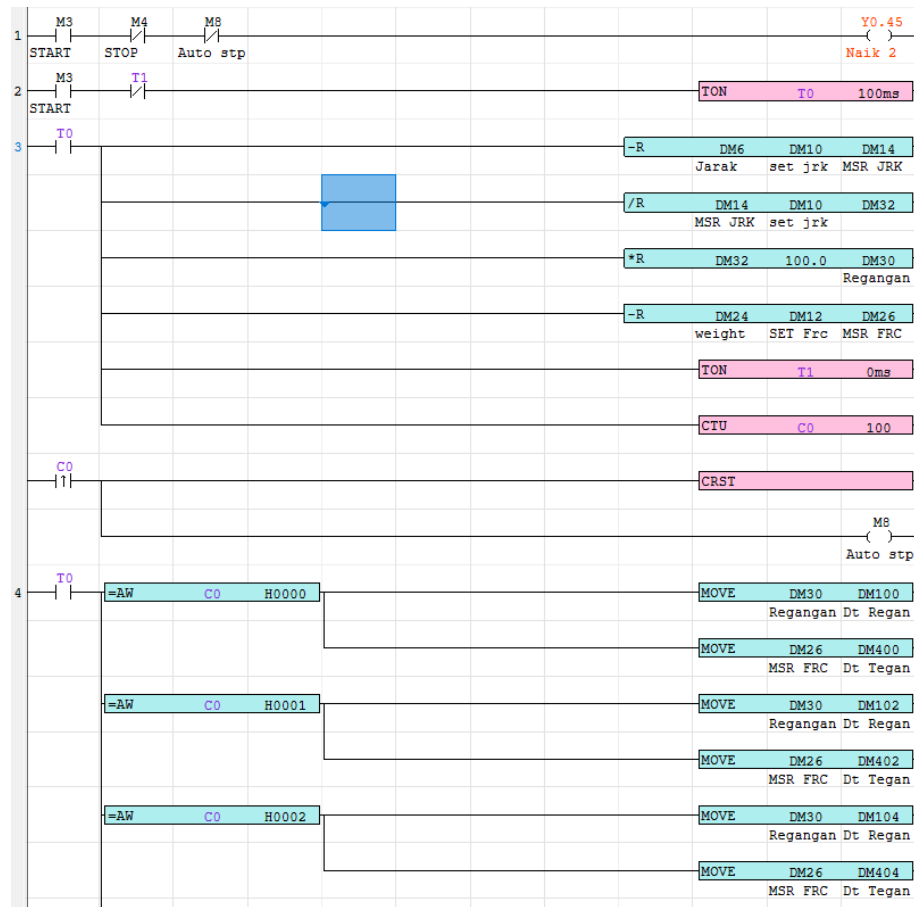 M3 M4 M8 Y0.45
1
START STOP Auto stp Naik 2
M3 T1
2 TON T0 100ms
START
T0
3 -R DM6 DM10 DM14
Jarak set jrk MSR JRK
/R DM14 DM10 DM32
MSR JRK set jrk
*R DM32 100.0 DM30
Regangan
-R DM24 DM12 DM26
weight SET Frc MSR FRC
TON T1 0ms
CTU C0 100
C0
CRST
M8
Auto stp
T0
4 =AW C0 H0000 MOVE DM30 DM100
Regangan Dt Regan
MOVE DM26 DM400
MSR FRC Dt Tegan
=AW C0 H0001 MOVE DM30 DM102
Regangan Dt Regan
MOVE DM26 DM402
MSR FRC Dt Tegan
=AW C0 H0002 MOVE DM30 DM104
Regangan Dt Regan
MOVE DM26 DM404
MSR FRC Dt Tegan